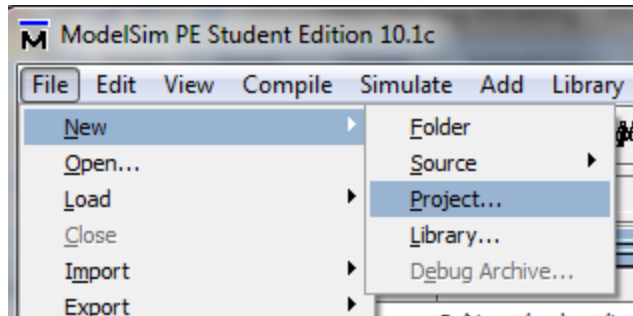 ModelSim PE Student Edition 10.1c
File Edit View Compile Simulate Add Library
New
Open...
Load
Close
Import
Export
Folder
Source
Project...
Library...
Debug Archive...